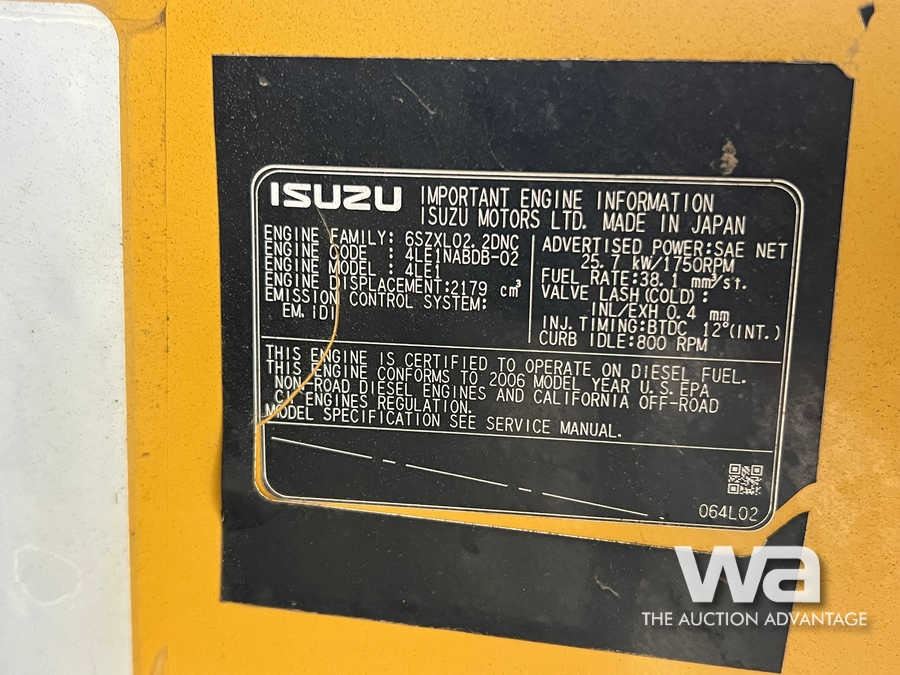 ISUZU IMPORTANT ENGINE INFORMATION
ISUZU MOTORS LTD. MADE IN JAPAN
ENGINE FAMILY: 6SZXL02.2DNC
ENGINE CODE : 4LE1NABDB-02
ENGINE MODEL : 4LE1
ENGINE DISPLACEMENT:2179 cm³
EMISSION CONTROL SYSTEM:
EM, IDI
ADVERTISED POWER:SAE NET
25.7 kW/1750RPM
FUEL RATE:38.1 mm³/st.
VALVE LASH(COLD):
INL/EXH 0.4 mm
INJ. TIMING:BTDC 12°(INT.)
CURB IDLE:800 RPM
THIS ENGINE IS CERTIFIED TO OPERATE ON DIESEL FUEL.
THIS ENGINE CONFORMS TO 2006 MODEL YEAR U.S.EPA
NON-ROAD DIESEL ENGINES AND CALIFORNIA OFF-ROAD
C.I ENGINES REGULATION.
MODEL SPECIFICATION SEE SERVICE MANUAL.
064L02
wa
THE AUCTION ADVANTAGE